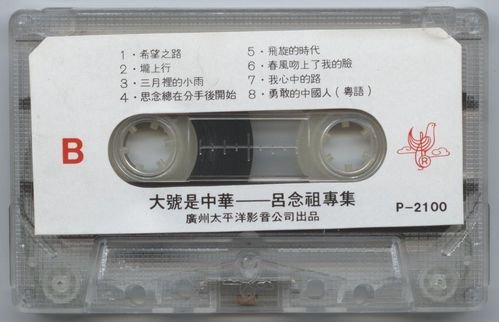 1・希望之路
2・壠上行
3・三月裡的小雨
4・思念總在分手後開始
5・飛旋的時代
6・春風吻上了我的臉
7・我心中的路
8・勇敢的中國人（粵語）
B
R
大號是中華——呂念祖專集
廣州太平洋影音公司出品
P-2100